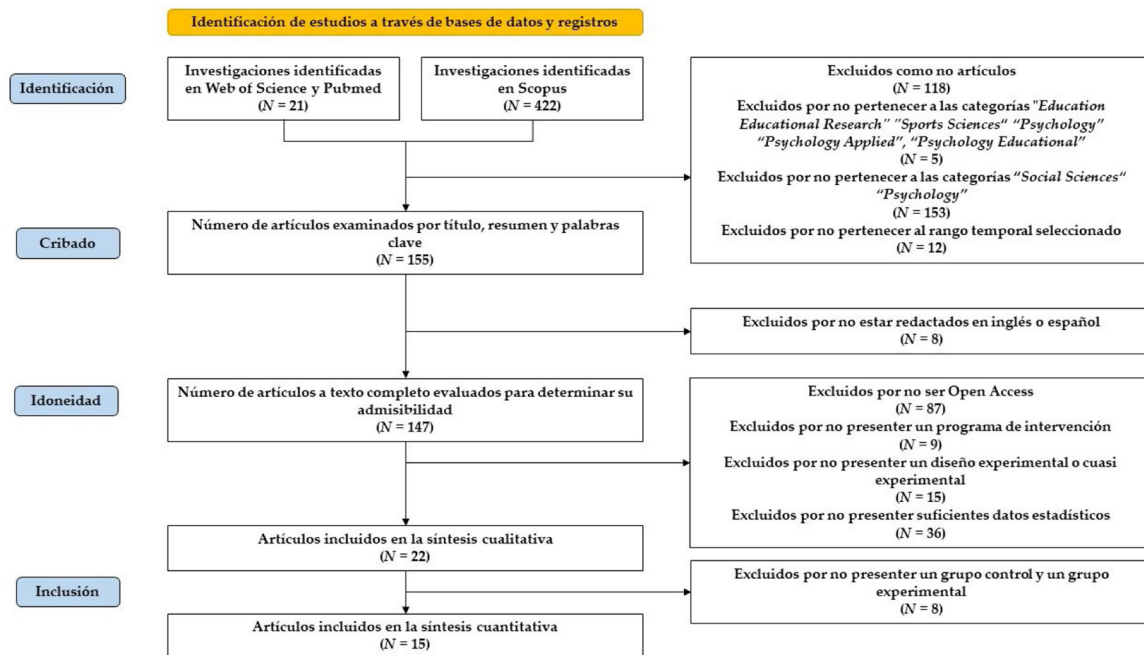 Identificación de estudios a través de bases de datos y registros
Identificación
Investigaciones identificadas
en Web of Science y Pubmed
(N = 21)
Investigaciones identificadas
en Scopus
(N = 422)
Excluidos como no artículos
(N = 118)
Excluidos por no pertenecer a las categorías "Education
Educational Research" "Sports Sciences" "Psychology"
"Psychology Applied", "Psychology Educational"
(N = 5)
Excluidos por no pertenecer a las categorías "Social Sciences"
"Psychology"
(N = 153)
Excluidos por no pertenecer al rango temporal seleccionado
(N = 12)
Cribado
Número de artículos examinados por título, resumen y palabras
clave
(N = 155)
Excluidos por no estar redactados en inglés o español
(N = 8)
Idoneidad
Número de artículos a texto completo evaluados para determinar su
admisibilidad
(N = 147)
Excluidos por no ser Open Access
(N = 87)
Excluidos por no presenter un programa de intervención
(N = 9)
Excluidos por no presenter un diseño experimental o cuasi
experimental
(N = 15)
Excluidos por no presenter suficientes datos estadísticos
(N = 36)
Artículos incluidos en la síntesis cualitativa
(N = 22)
Inclusión
Excluidos por no presenter un grupo control y un grupo
experimental
(N = 8)
Artículos incluidos en la síntesis cuantitativa
(N = 15)